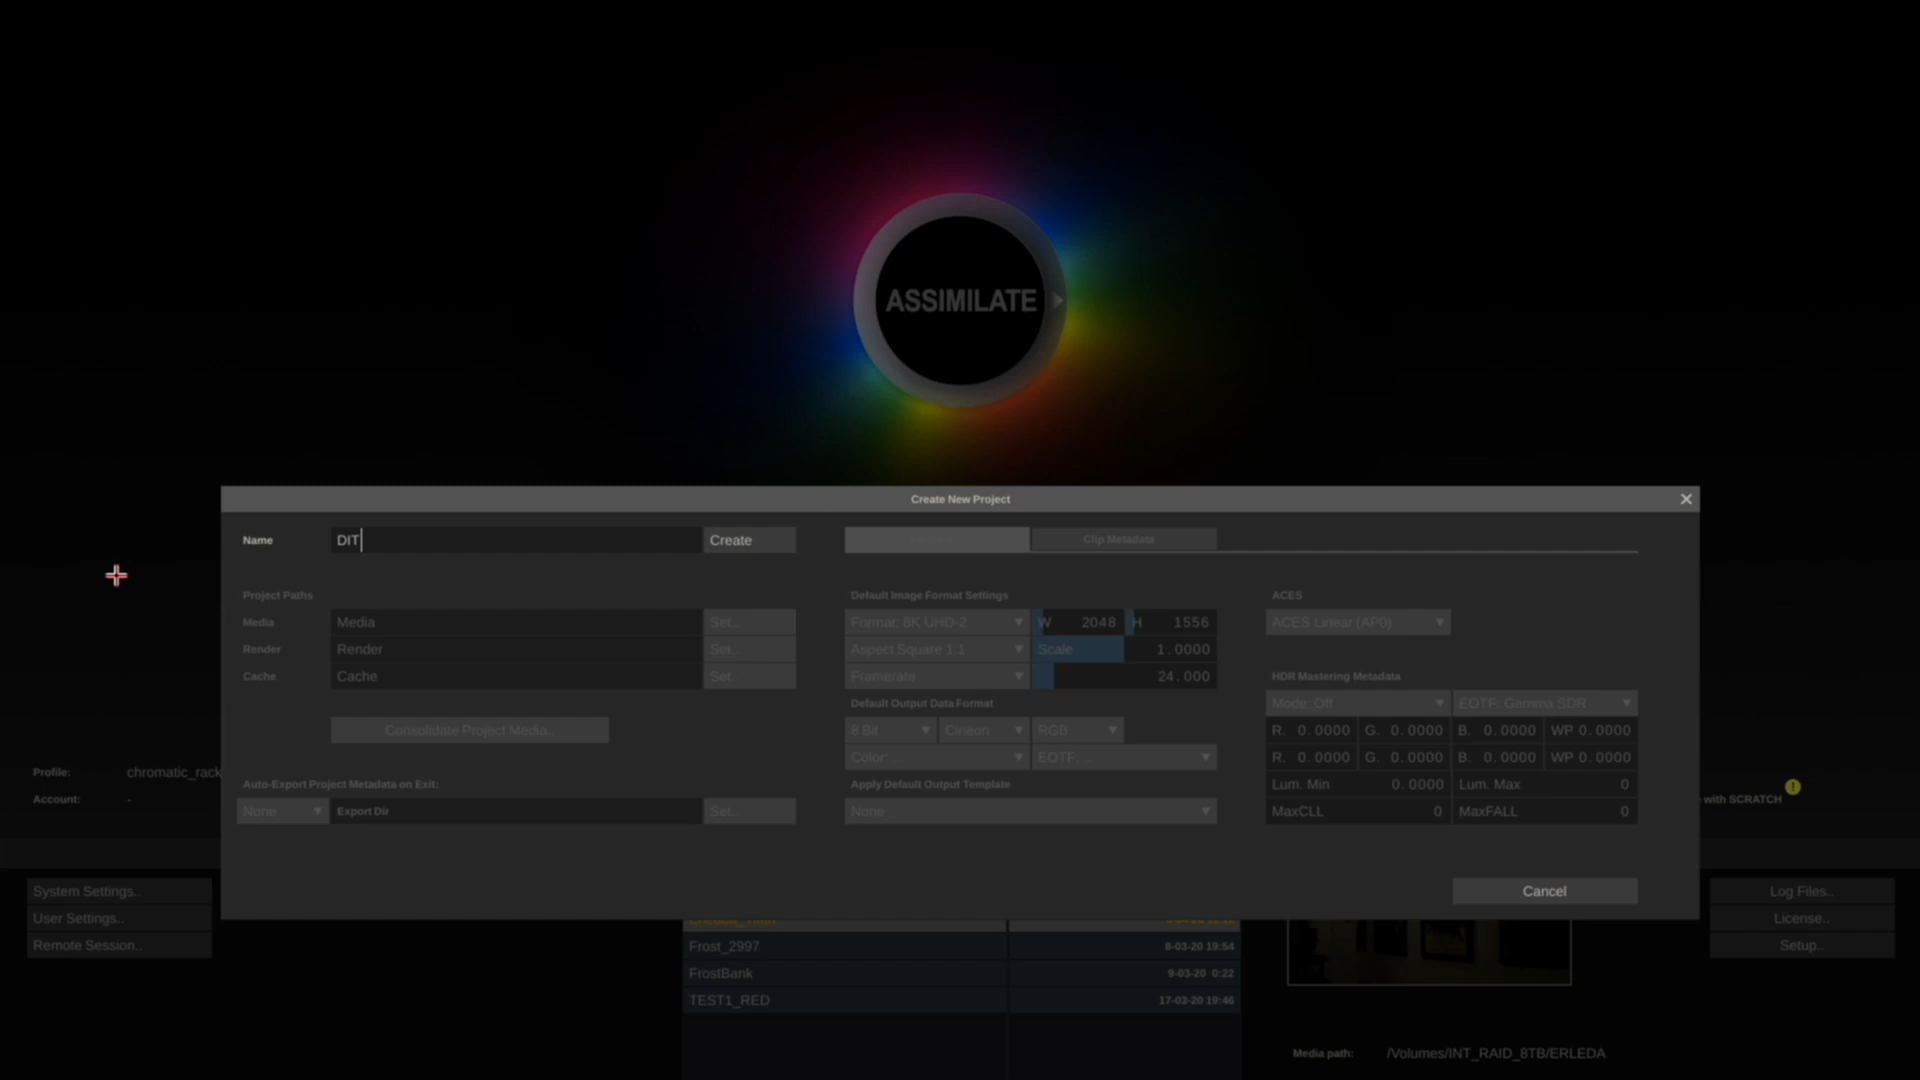 ASSIMILATE
Create New Project
Name DIT Create Clip Metadata
Project Paths Default Image Format Settings ACES
Media Media Set.. Format: 8K UHD-2 W 2048 H 1556 ACES Linear (AP0)
Render Render Set.. Aspect Square 1:1 Scale 1.0000
Cache Cache Set.. Framerate 24.000 HDR Mastering Metadata
Default Output Data Format Mode: Off EOTF: Gamma SDR
Consolidate Project Media.. 8 Bit Cineon RGB R. 0.0000 G. 0.0000 B. 0.0000 WP 0.0000
Color: ... EOTF: ... R. 0.0000 G. 0.0000 B. 0.0000 WP 0.0000
Profile: chromatic_rack
Auto-Export Project Metadata on Exit: Apply Default Output Template Lum. Min 0.0000 Lum. Max 0
Account: - with SCRATCH !
None Export Dir Set.. None MaxCLL 0 MaxFALL 0
System Settings.. Cancel Log Files..
User Settings.. License..
Remote Session.. Frost_2997 8-03-20 19:54 Setup..
FrostBank 9-03-20 0:22
TEST1_RED 17-03-20 19:46
Media path: /Volumes/INT_RAID_8TB/ERLEDA